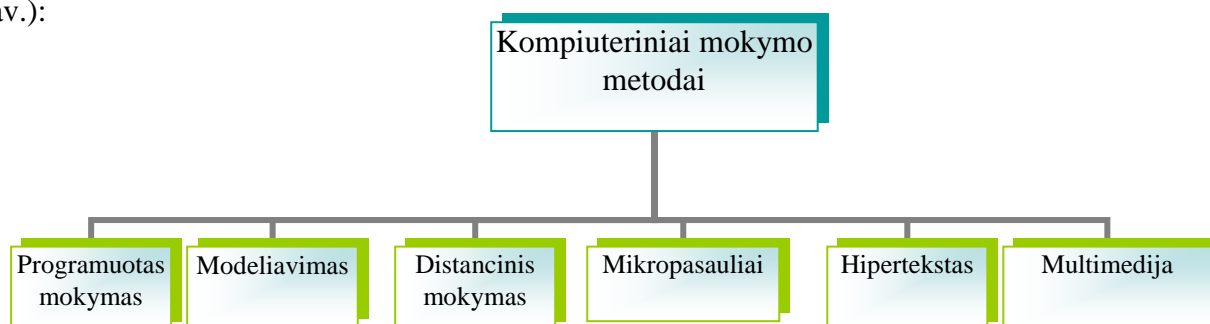 av.):
Kompiuteriniai mokymo
metodai
Programuotas
mokymas
Modeliavimas
Distancinis
mokymas
Mikropasauliai
Hipertekstas
Multimedija